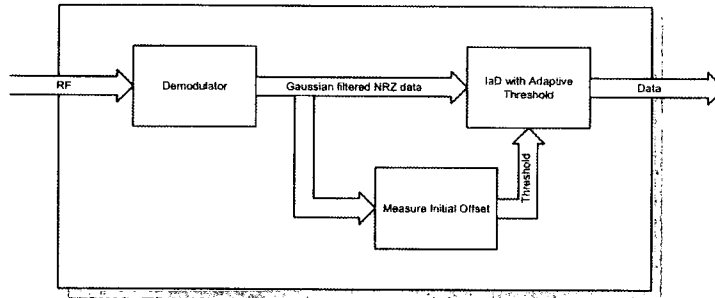 RF
Demodulator
Gaussian filtered NRZ data
IaD with Adaptive
Threshold
Data
Measure Initial Offset
Threshold